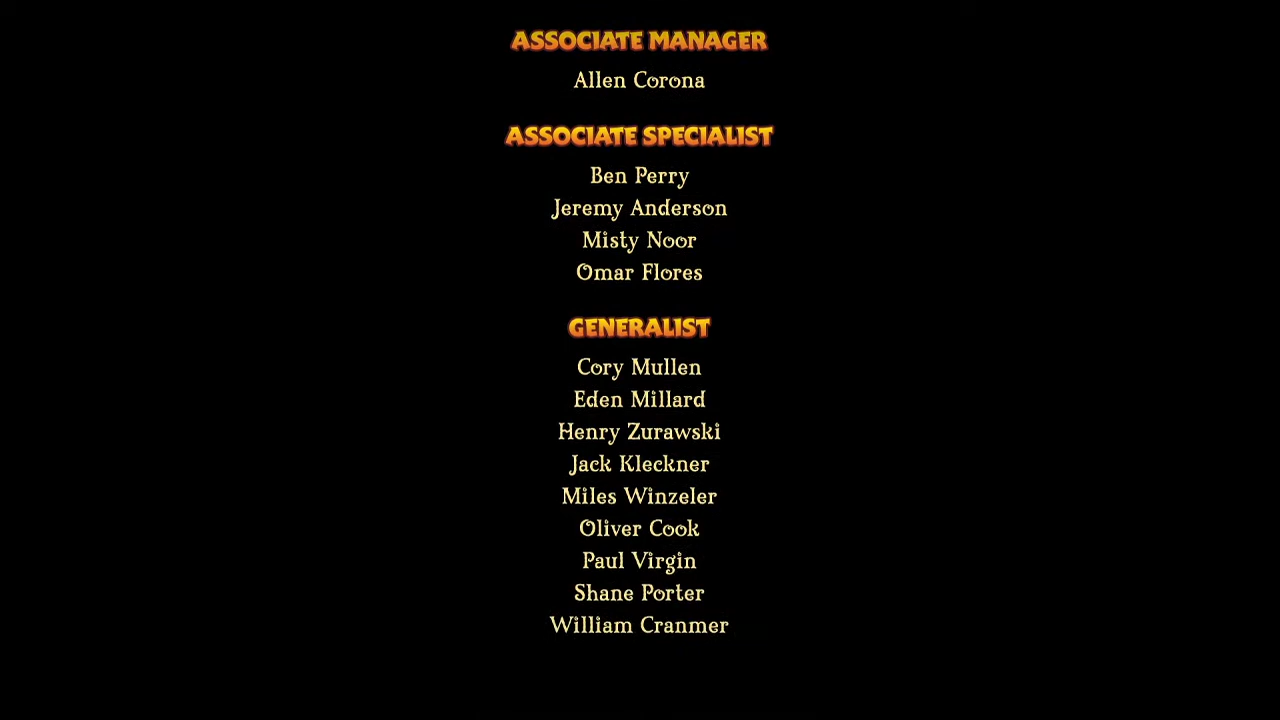 ASSOCIATE MANAGER
Allen Corona
ASSOCIATE SPECIALIST
Ben Perry
Jeremy Anderson
Misty Noor
Omar Flores
GENERALIST
Cory Mullen
Eden Millard
Henry Zurawski
Jack Kleckner
Miles Winzeler
Oliver Cook
Paul Virgin
Shane Porter
William Cranmer